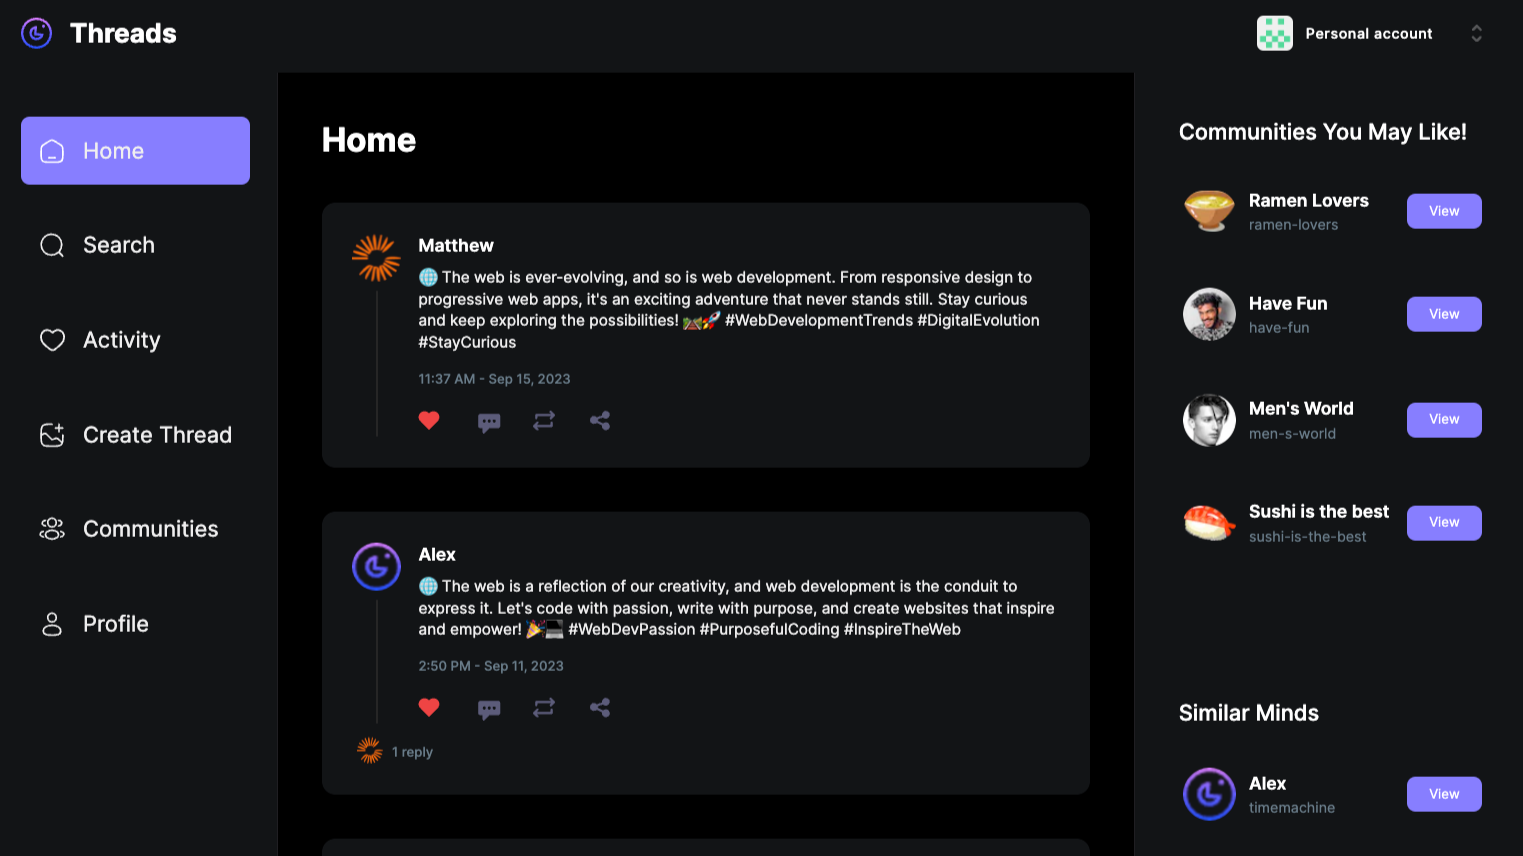 Threads
Personal account
Home
Search
Activity
Create Thread
Communities
Profile
Home
Matthew
🌐 The web is ever-evolving, and so is web development. From responsive design to
progressive web apps, it's an exciting adventure that never stands still. Stay curious
and keep exploring the possibilities! 🛤️🚀 #WebDevelopmentTrends #DigitalEvolution
#StayCurious
11:37 AM - Sep 15, 2023
Alex
🌐 The web is a reflection of our creativity, and web development is the conduit to
express it. Let's code with passion, write with purpose, and create websites that inspire
and empower! 🎉💻 #WebDevPassion #PurposefulCoding #InspireTheWeb
2:50 PM - Sep 11, 2023
1 reply
Communities You May Like!
Ramen Lovers
ramen-lovers
View
Have Fun
have-fun
View
Men's World
men-s-world
View
Sushi is the best
sushi-is-the-best
View
Similar Minds
Alex
timemachine
View